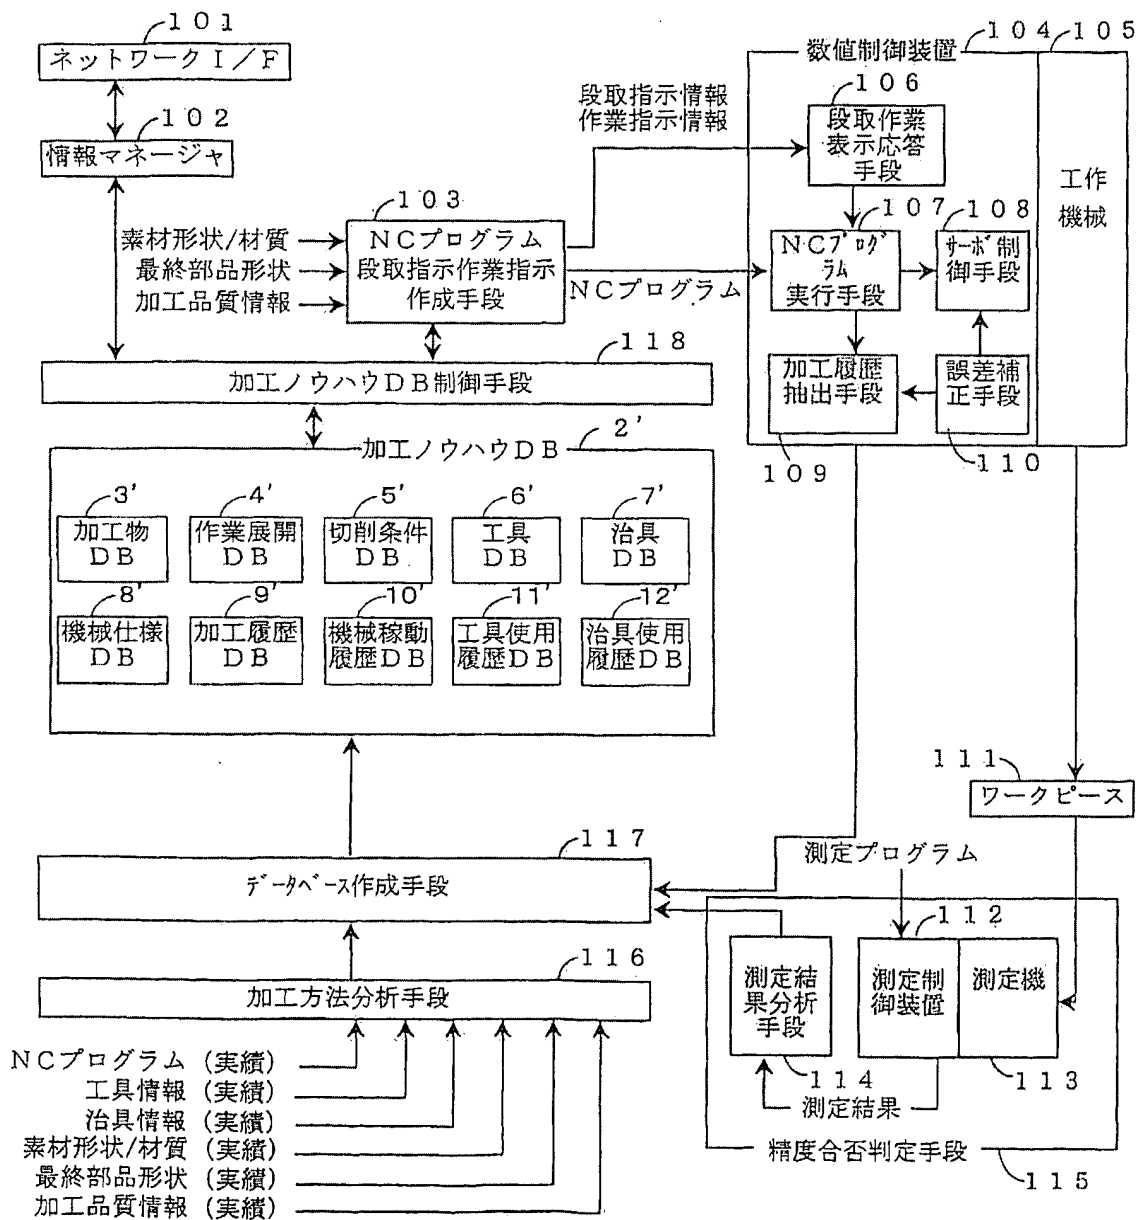 101
ネットワークI/F
102
情報マネージャ
103
素材形状/材質
最終部品形状
加工品質情報
NCプログラム
段取指示作業指示
作成手段
段取指示情報
作業指示情報
NCプログラム
104
105
数値制御装置
106
段取作業
表示応答
手段
工作
機械
107
NCプログ
ラム
実行手段
108
サーボ制
御手段
加工履歴
抽出手段
誤差補
正手段
109
110
118
加工ノウハウDB制御手段
2'
加工ノウハウDB
3'
加工物
DB
4'
作業展開
DB
5'
切削条件
DB
6'
工具
DB
7'
治具
DB
8'
機械仕様
DB
9'
加工履歴
DB
10'
機械稼動
履歴DB
11'
工具使用
履歴DB
12'
治具使用
履歴DB
111
ワークピース
117
データベース作成手段
測定プログラム
112
測定結
果分析
手段
測定制
御装置
測定機
114
113
測定結果
精度合否判定手段
115
116
加工方法分析手段
NCプログラム(実績)
工具情報(実績)
治具情報(実績)
素材形状/材質(実績)
最終部品形状(実績)
加工品質情報(実績)